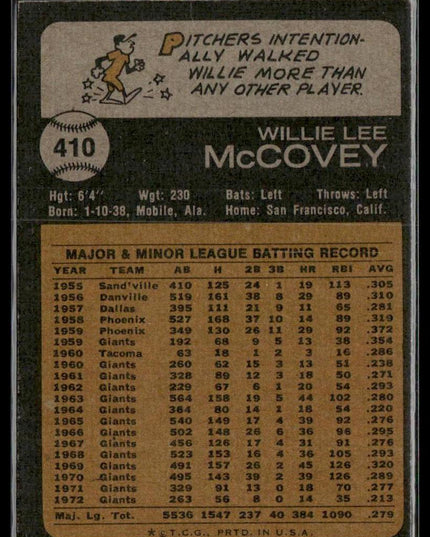 PITCHERS INTENTION-
ALLY WALKED
WILLIE MORE THAN
ANY OTHER PLAYER.
410
WILLIE LEE
McCOVEY
Hgt: 6'4" Wgt: 230 Bats: Left Throws: Left
Born: 1-10-38, Mobile, Ala. Home: San Francisco, Calif.
MAJOR & MINOR LEAGUE BATTING RECORD
YEAR TEAM AB H 2B 3B HR RBI AVG
1955 Sand'ville 410 125 24 1 19 113 .305
1956 Danville 519 161 38 8 29 89 .310
1957 Dallas 395 111 21 9 11 65 .281
1958 Phoenix 527 168 37 10 14 89 .319
1959 Phoenix 349 130 26 11 29 92 .372
1959 Giants 192 68 9 5 13 38 .354
1960 Tacoma 63 18 1 2 3 16 .286
1960 Giants 260 62 15 3 13 51 .238
1961 Giants 328 89 12 3 18 50 .271
1962 Giants 229 67 6 1 20 54 .293
1963 Giants 564 158 19 5 44 102 .280
1964 Giants 364 80 14 1 18 54 .220
1965 Giants 540 149 17 4 39 92 .276
1966 Giants 502 148 26 6 36 96 .295
1967 Giants 456 126 17 4 31 91 .276
1968 Giants 523 153 16 4 36 105 .293
1969 Giants 491 157 26 2 45 126 .320
1970 Giants 495 143 39 2 39 126 .289
1971 Giants 329 91 13 0 18 70 .277
1972 Giants 263 56 8 0 14 35 .213
Maj. Lg. Tot. 5536 1547 237 40 384 1090 .279
*© T.C.G. PRTD. IN U.S.A.